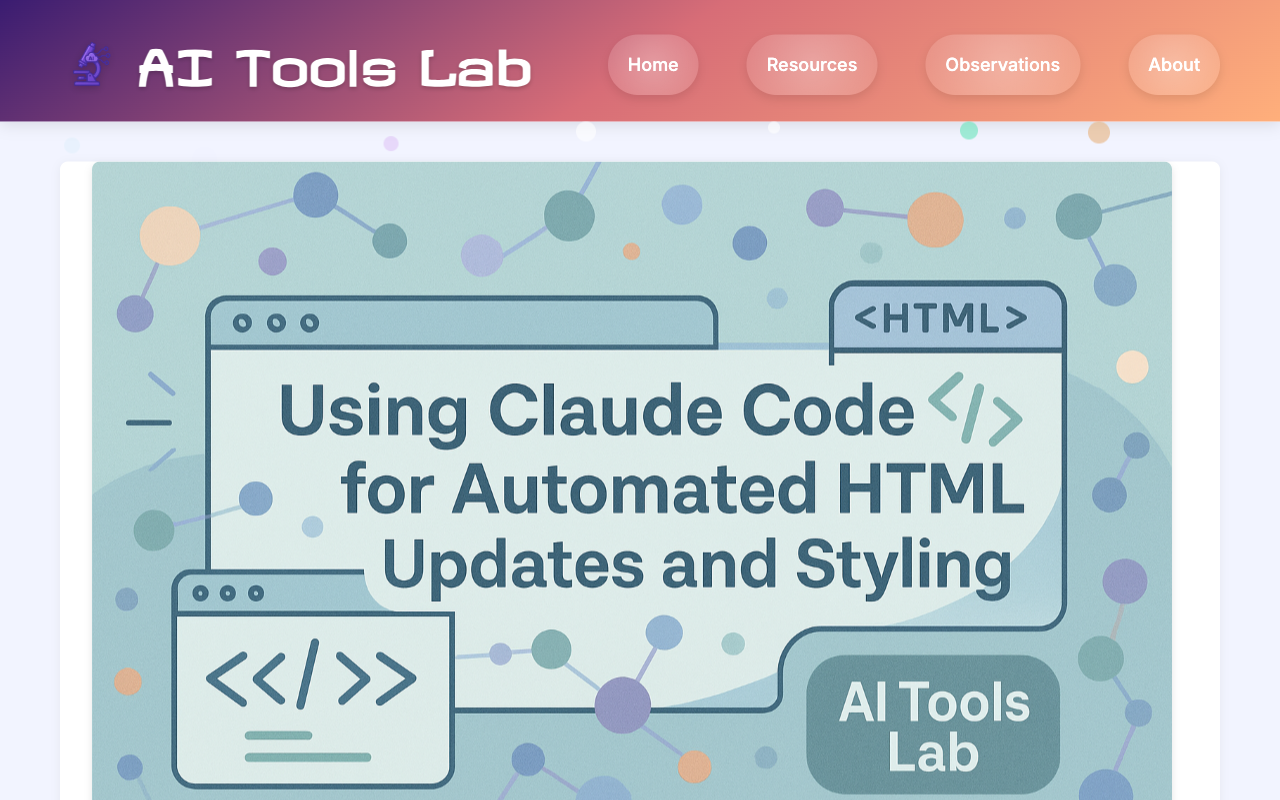 AI Tools Lab
Home
Resources
Observations
About
<HTML>
Using Claude Code </>
for Automated HTML
Updates and Styling
<</>>
AI Tools
Lab